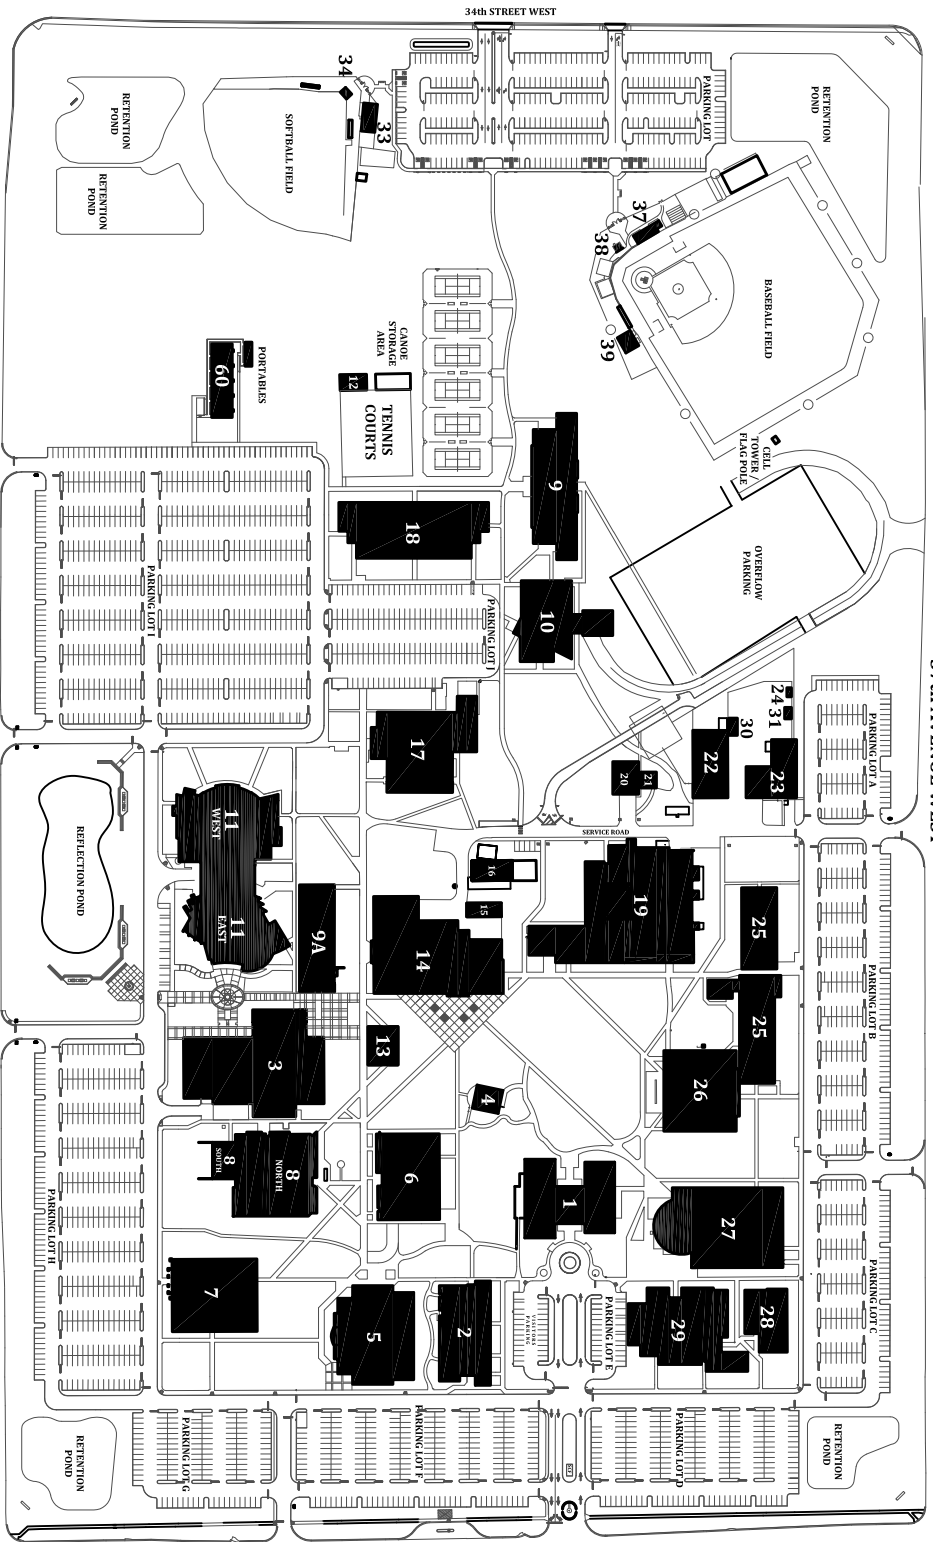 34th STREET WEST
34
33
PARKING LOT
RETENTION
POND
RETENTION
POND
SOFTBALL FIELD
RETENTION
POND
37
38
39
BASEBALL FIELD
CANOE
STORAGE
AREA
PORTABLES
60
12
TENNIS
COURTS
CELL
TOWER /
FLAG POLE
9
18
OVERFLOW
PARKING
PARKING LOT I
PARKING LOT J
10
24
31
30
17
22
23
20
21
PARKING LOT A
SERVICE ROAD
11
WEST
REFLECTION POND
11
EAST
9A
16
15
14
19
25
25
PARKING LOT B
13
3
4
26
8
SOUTH
8
NORTH
6
1
27
PARKING LOT H
7
5
2
VISITORS
PARKING
PARKING LOT E
29
28
PARKING LOT C
RETENTION
POND
PARKING LOT G
PARKING LOT F
PARKING LOT D
RETENTION
POND